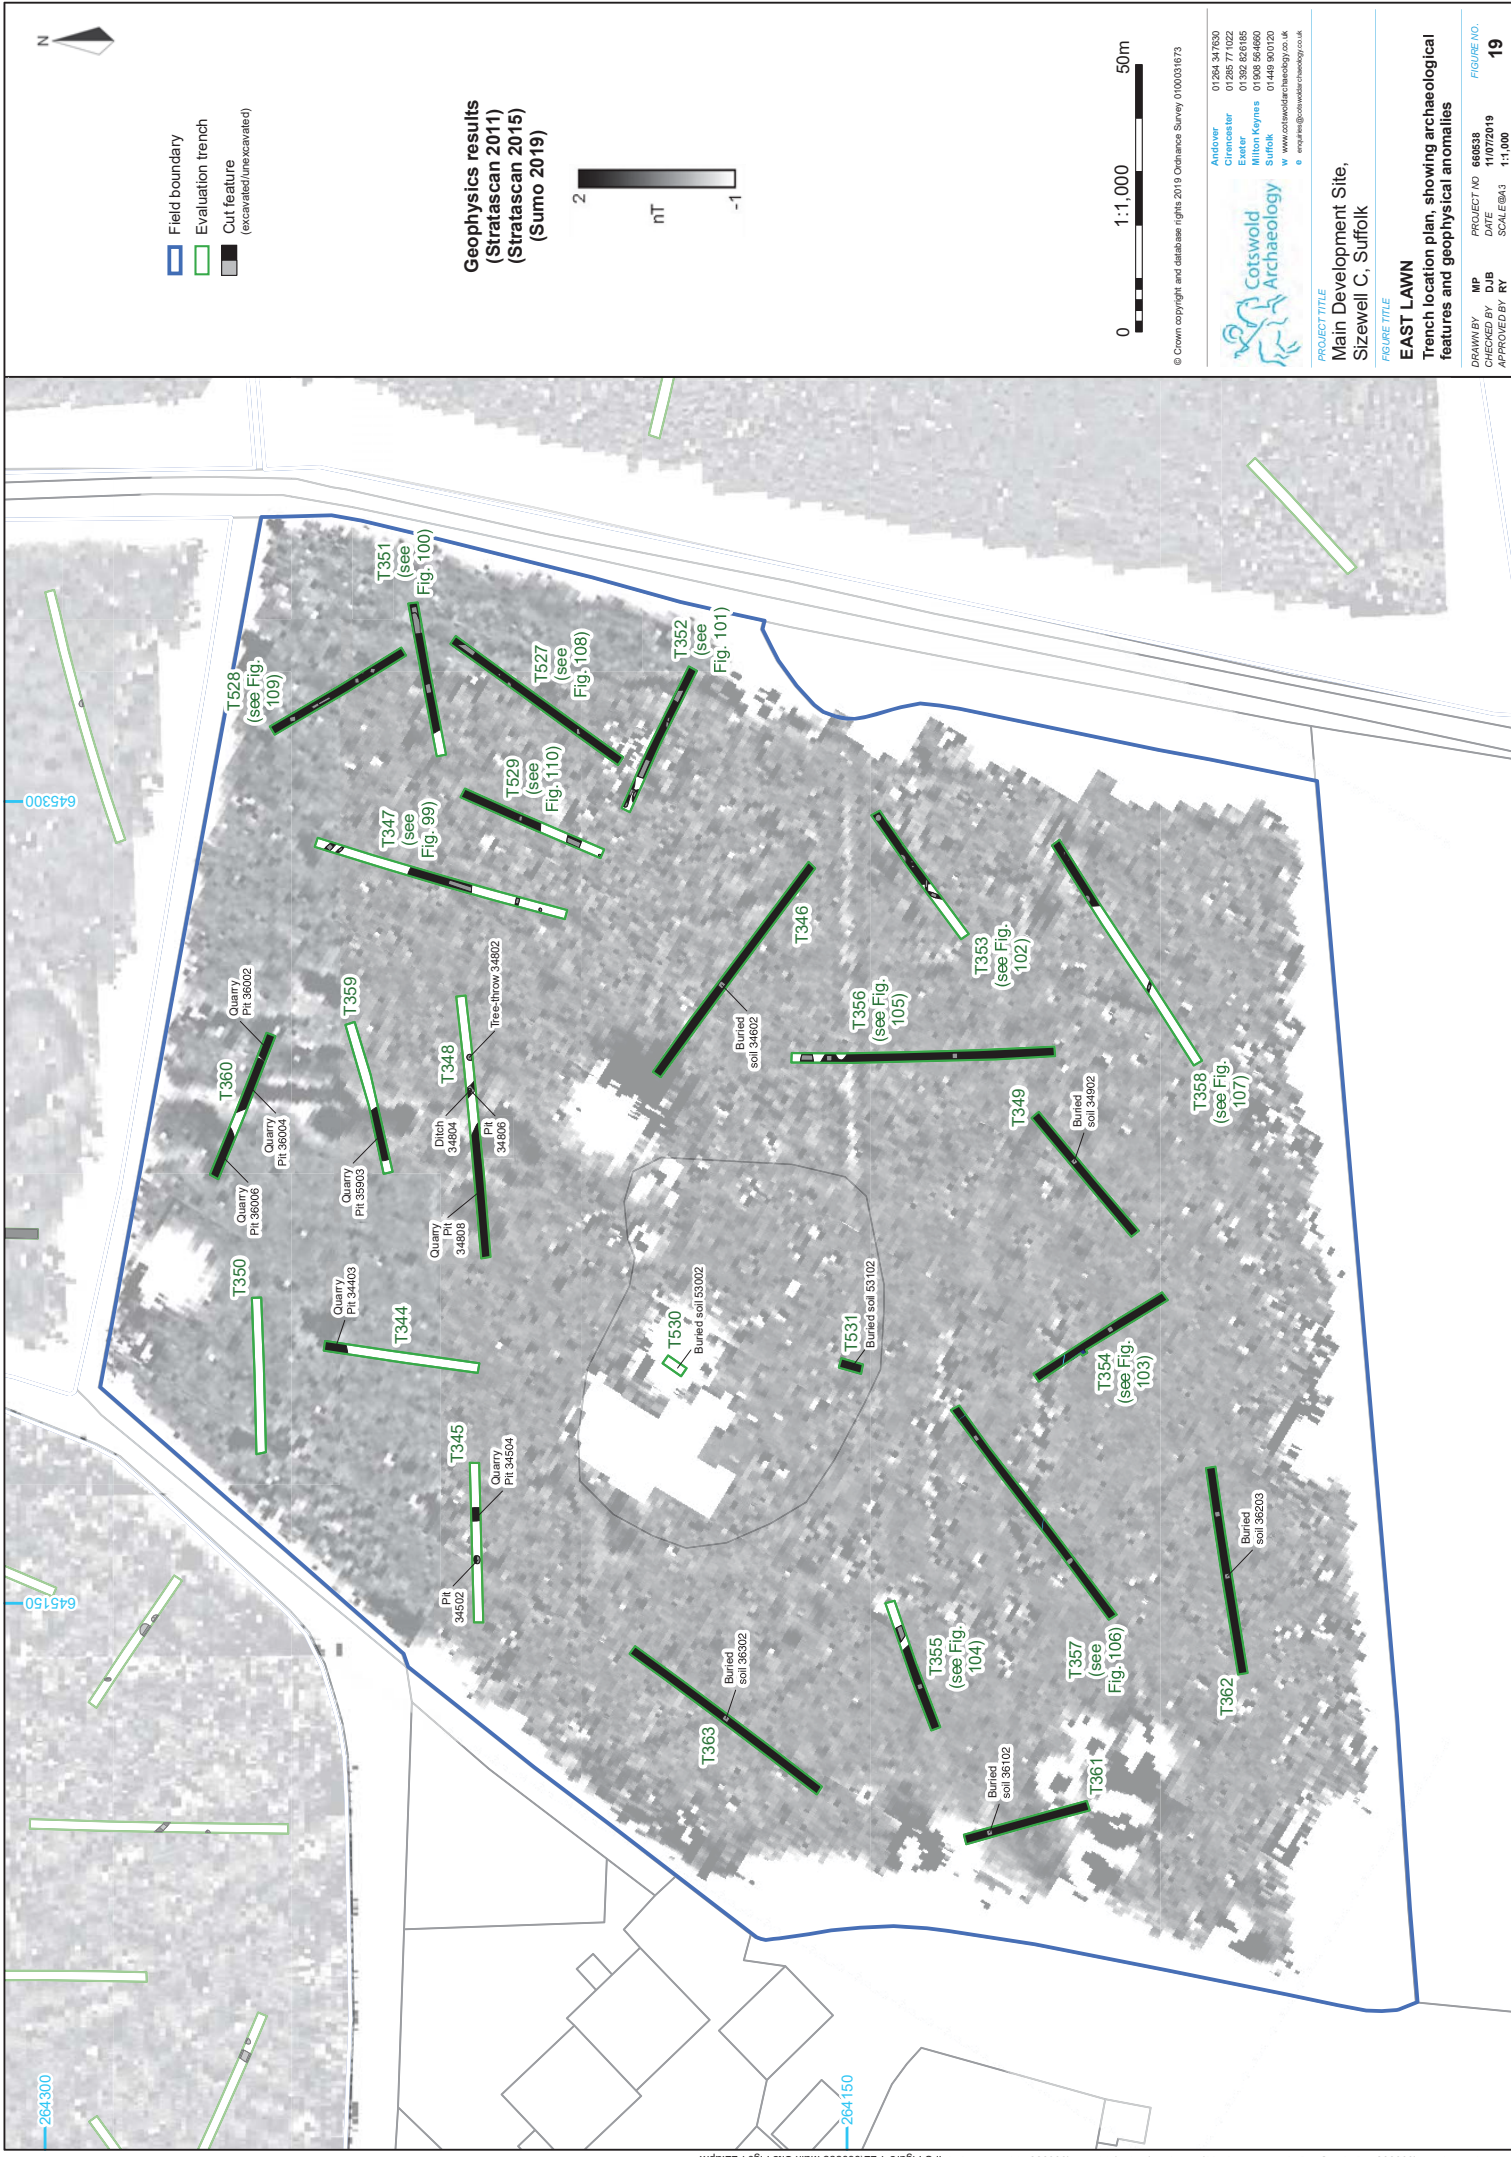 N
Field boundary
Evaluation trench
Cut feature
(excavated/unexcavated)
Geophysics results
(Stratascan 2011)
(Stratascan 2015)
(Sumo 2019)
2
nT
-1
0
1:1,000
50m
© Crown copyright and database rights 2019 Ordnance Survey 0100031673
Cotswold
Archaeology
Andover 01264 347630
Cirencester 01285 771022
Exeter 01392 826185
Milton Keynes 01908 564660
Suffolk 01449 900120
w www.cotswoldarchaeology.co.uk
e enquiries@cotswoldarchaeology.co.uk
PROJECT TITLE
Main Development Site,
Sizewell C, Suffolk
FIGURE TITLE
EAST LAWN
Trench location plan, showing archaeological
features and geophysical anomalies
DRAWN BY MP
CHECKED BY DJB
APPROVED BY RY
PROJECT NO 660538
DATE 11/07/2019
SCALE@A3 1:1,000
FIGURE NO.
19
645300
645150
264300
264150
T528
(see Fig.
109)
T351
(see
Fig. 100)
T527
(see
Fig. 108)
T352
(see
Fig. 101)
T529
(see
Fig. 110)
T347
(see
Fig. 99)
T360
Quarry
Pit 36002
Quarry
Pit 36004
Quarry
Pit 36006
T359
Quarry
Pit 35903
T348
Tree-throw 34802
Ditch
34804
Pit
34806
Quarry
Pit
34808
T346
Buried
soil 34602
T353
(see Fig.
102)
T356
(see Fig.
105)
T358
(see Fig.
107)
T349
Buried
soil 34902
T350
T344
Quarry
Pit 34403
T530
Buried soil 53002
T531
Buried soil 53102
T354
(see Fig.
103)
T345
Quarry
Pit 34504
Pit
34502
T363
Buried
soil 36302
T355
(see Fig.
104)
T357
(see
Fig. 106)
T362
Buried
soil 36203
T361
Buried
soil 36102